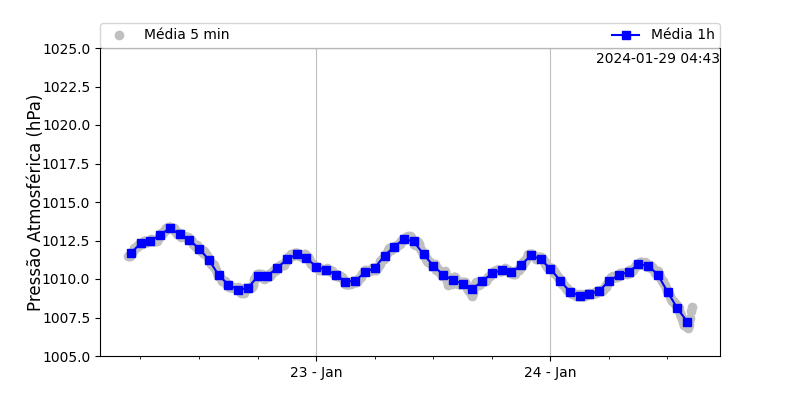 Média 5 min
Média 1h
2024-01-29 04:43
Pressão Atmosférica (hPa)
1025.0
1022.5
1020.0
1017.5
1015.0
1012.5
1010.0
1007.5
1005.0
23 - Jan
24 - Jan